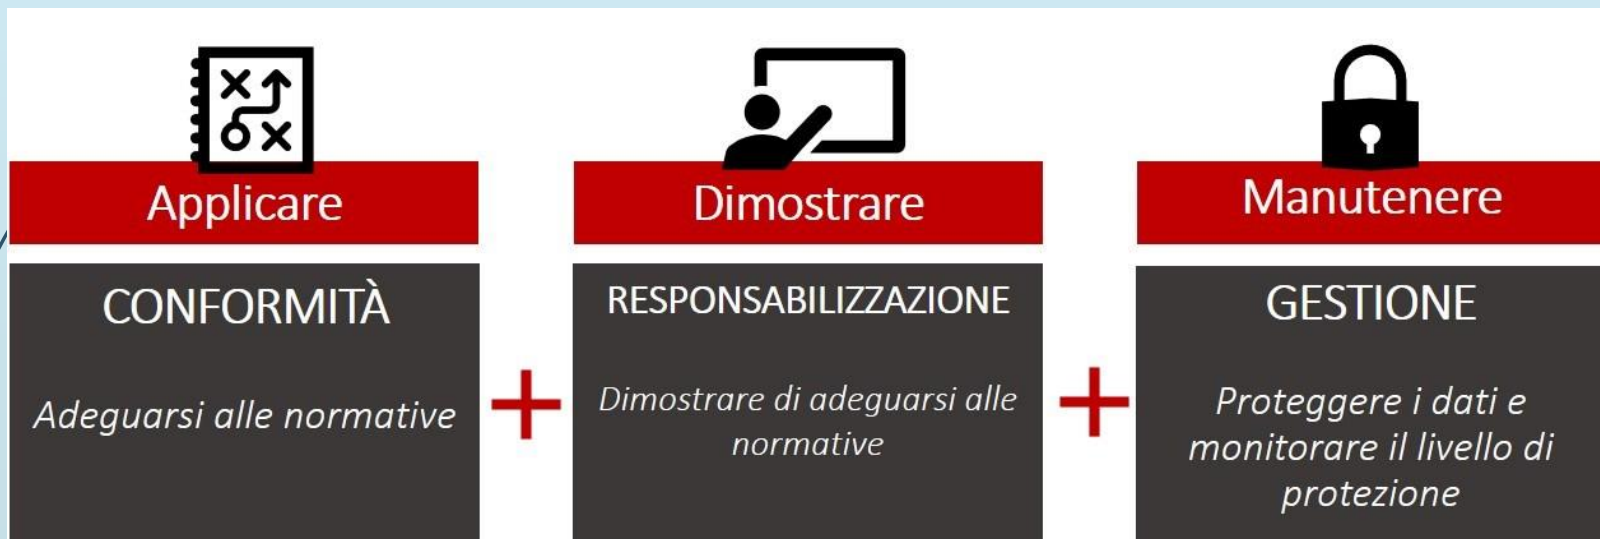 Applicare
CONFORMITÀ
Adeguarsi alle normative
Dimostrare
RESPONSABILIZZAZIONE
Dimostrare di adeguarsi alle
normative
Manutenere
GESTIONE
Proteggere i dati e
monitorare il livello di
protezione